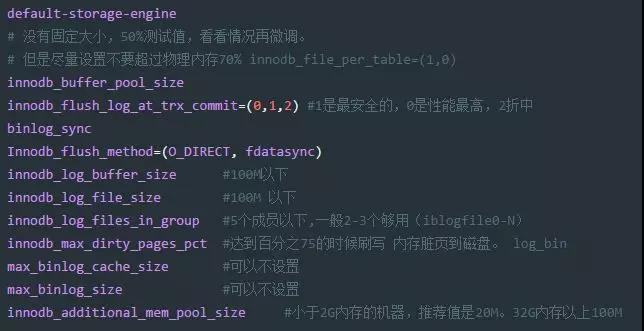 default-storage-engine
# 没有固定大小，50%测试值，看看情况再微调。
# 但是尽量设置不要超过物理内存70% innodb_file_per_table=(1,0)
innodb_buffer_pool_size
innodb_flush_log_at_trx_commit=(0,1,2) #1是最安全的，0是性能最高，2折中
binlog_sync
Innodb_flush_method=(O_DIRECT, fdatasync)
innodb_log_buffer_size #100M以下
innodb_log_file_size #100M 以下
innodb_log_files_in_group #5个成员以下,一般2-3个够用（iblogfile0-N）
innodb_max_dirty_pages_pct #达到百分之75的时候刷写 内存脏页到磁盘。 log_bin
max_binlog_cache_size #可以不设置
max_binlog_size #可以不设置
innodb_additional_mem_pool_size #小于2G内存的机器，推荐值是20M。32G内存以上100M